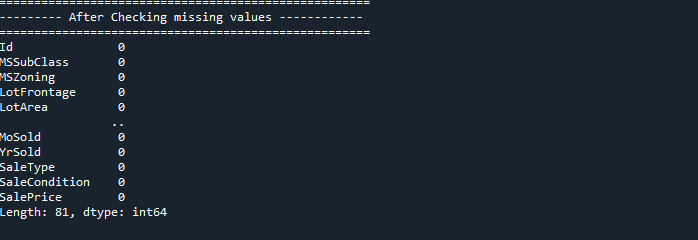 =====================================================
--------- After Checking missing values ------------
=====================================================
Id 0
MSSubClass 0
MSZoning 0
LotFrontage 0
LotArea 0
..
MoSold 0
YrSold 0
SaleType 0
SaleCondition 0
SalePrice 0
Length: 81, dtype: int64